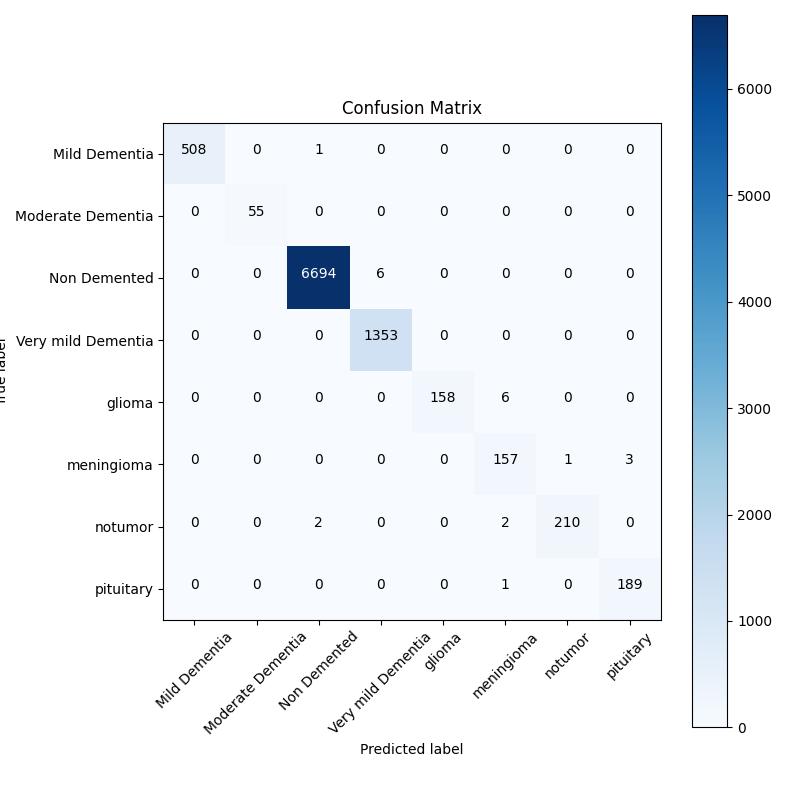 Confusion Matrix
Mild Dementia 508 0 1 0 0 0 0 0
Moderate Dementia 0 55 0 0 0 0 0 0
Non Demented 0 0 6694 6 0 0 0 0
Very mild Dementia 0 0 0 1353 0 0 0 0
glioma 0 0 0 0 158 6 0 0
meningioma 0 0 0 0 0 157 1 3
notumor 0 0 2 0 0 2 210 0
pituitary 0 0 0 0 0 1 0 189
Mild Dementia
Moderate Dementia
Non Demented
Very mild Dementia
glioma
meningioma
notumor
pituitary
Predicted label
6000
5000
4000
3000
2000
1000
0